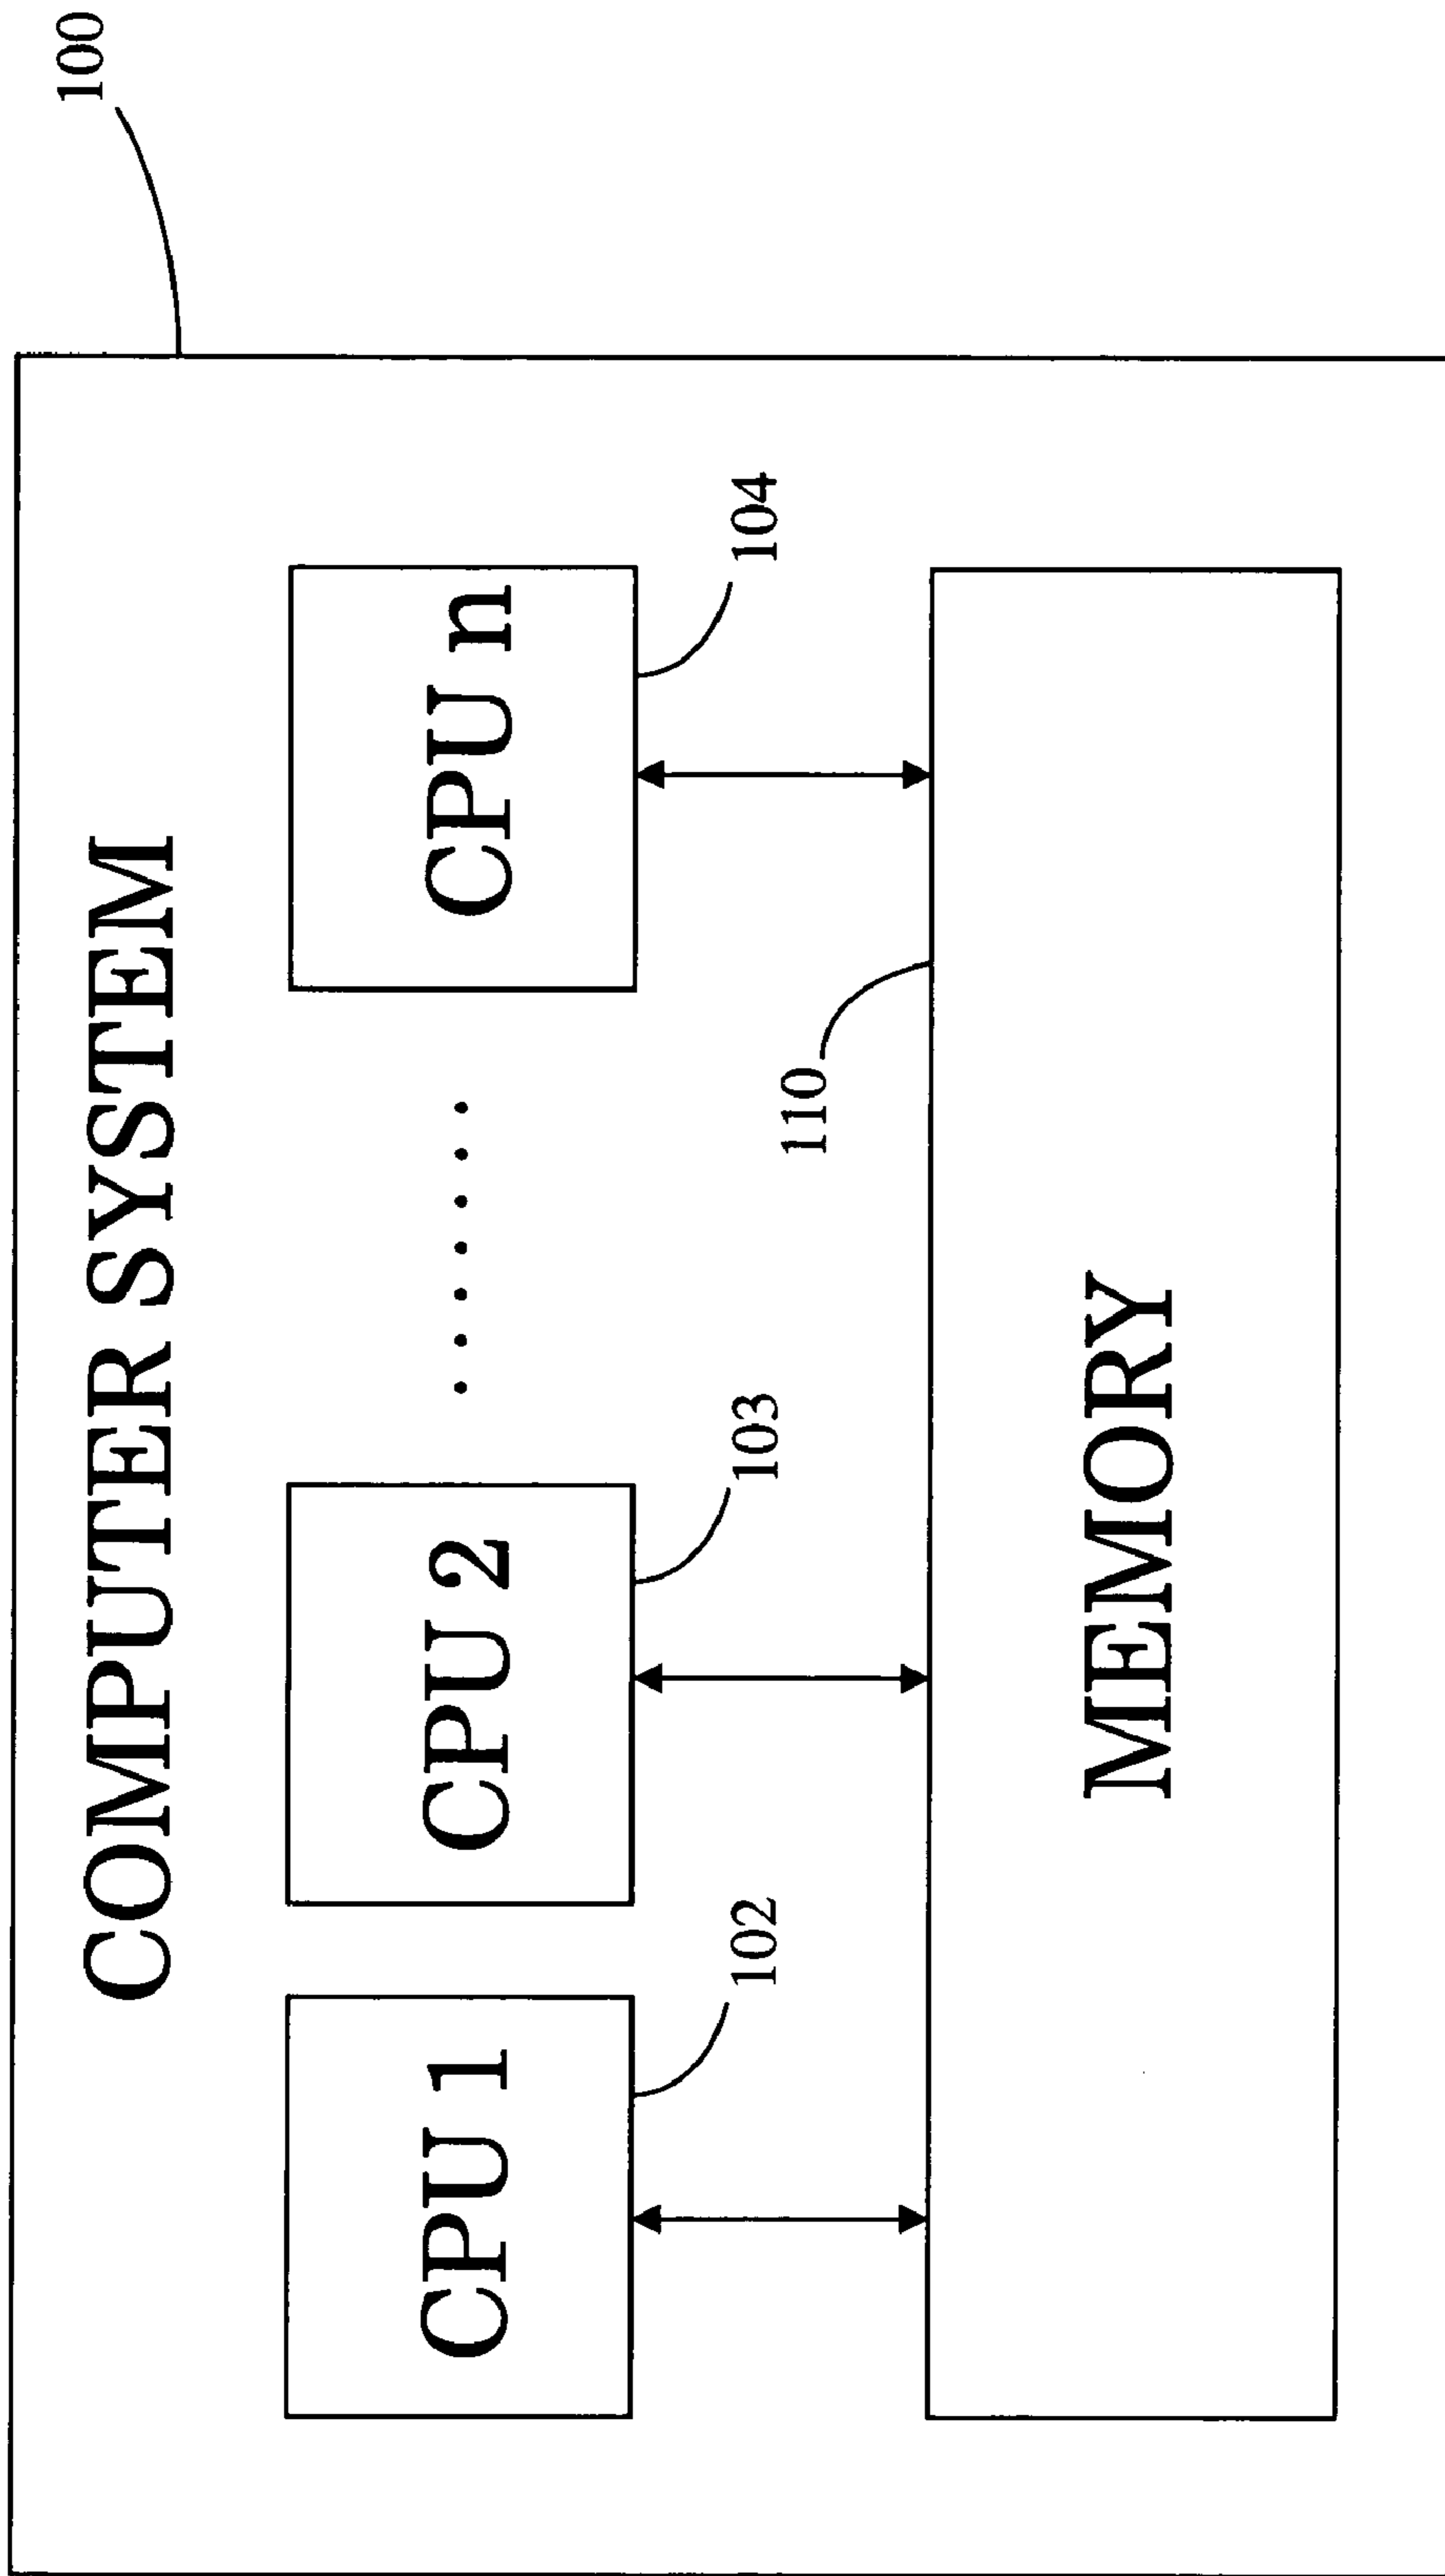 100
COMPUTER SYSTEM
CPU 1
CPU 2
CPU n
102
103
104
110
MEMORY